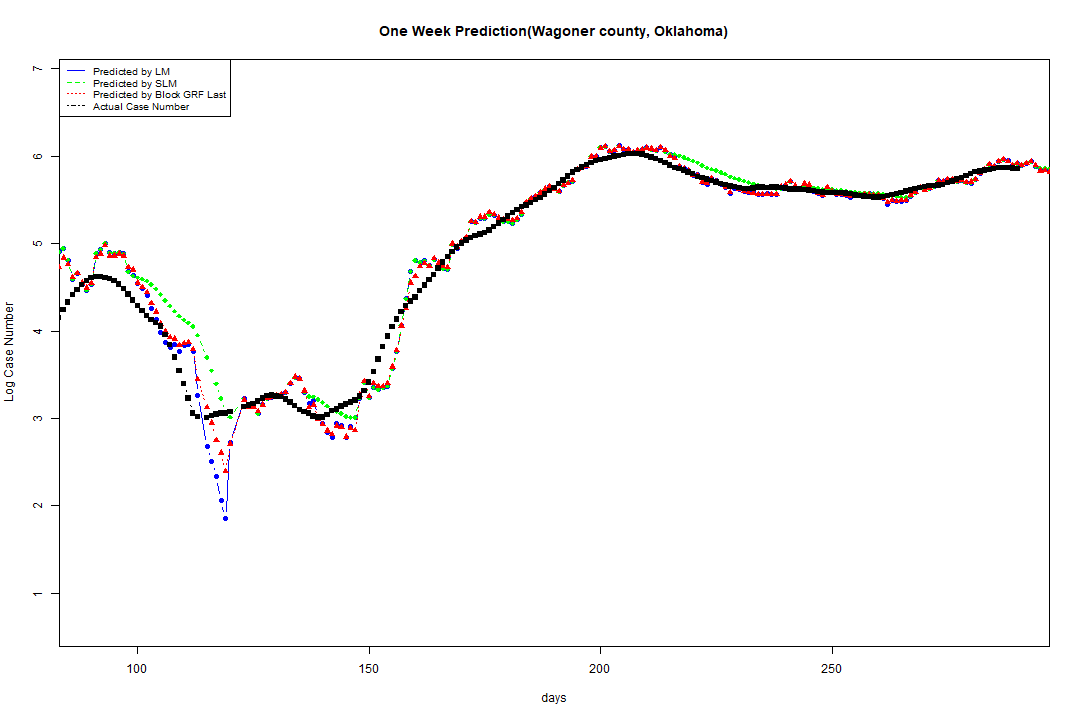 One Week Prediction(Wagoner county, Oklahoma)
Predicted by LM
Predicted by SLM
Predicted by Block GRF Last
Actual Case Number
Log Case Number
7
6
5
4
3
2
1
100 150 200 250
days